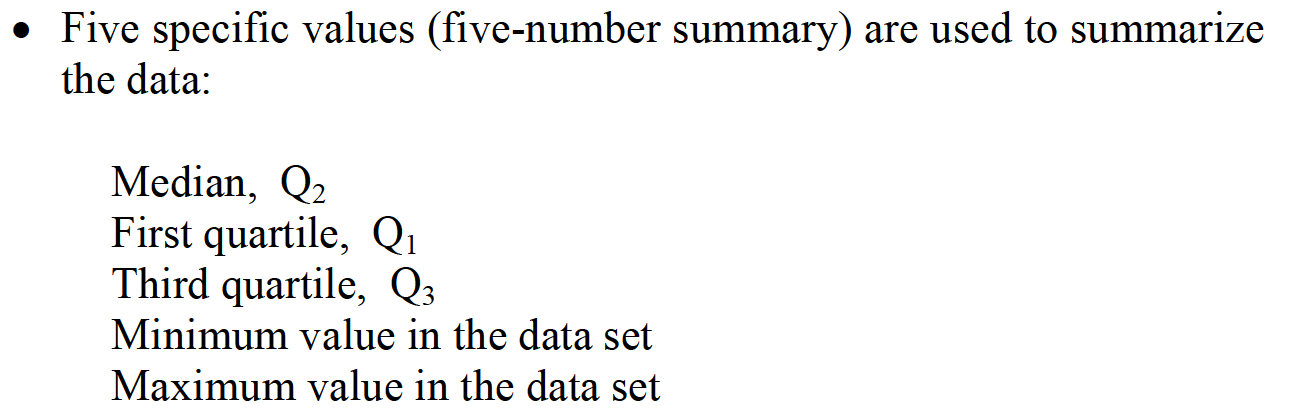 • Five specific values (five-number summary) are used to summarize
the data:
Median, Q₂
First quartile, Q₁
Third quartile, Q₃
Minimum value in the data set
Maximum value in the data set